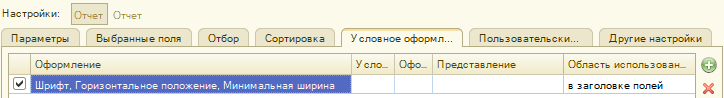 Настройки: Отчет Отчет
Параметры Выбранные поля Отбор Сортировка Условное оформл... Пользовательски... Другие настройки
Оформление Усло... Офо... Представление Область использован...
Шрифт, Горизонтальное положение, Минимальная ширина в заголовке полей